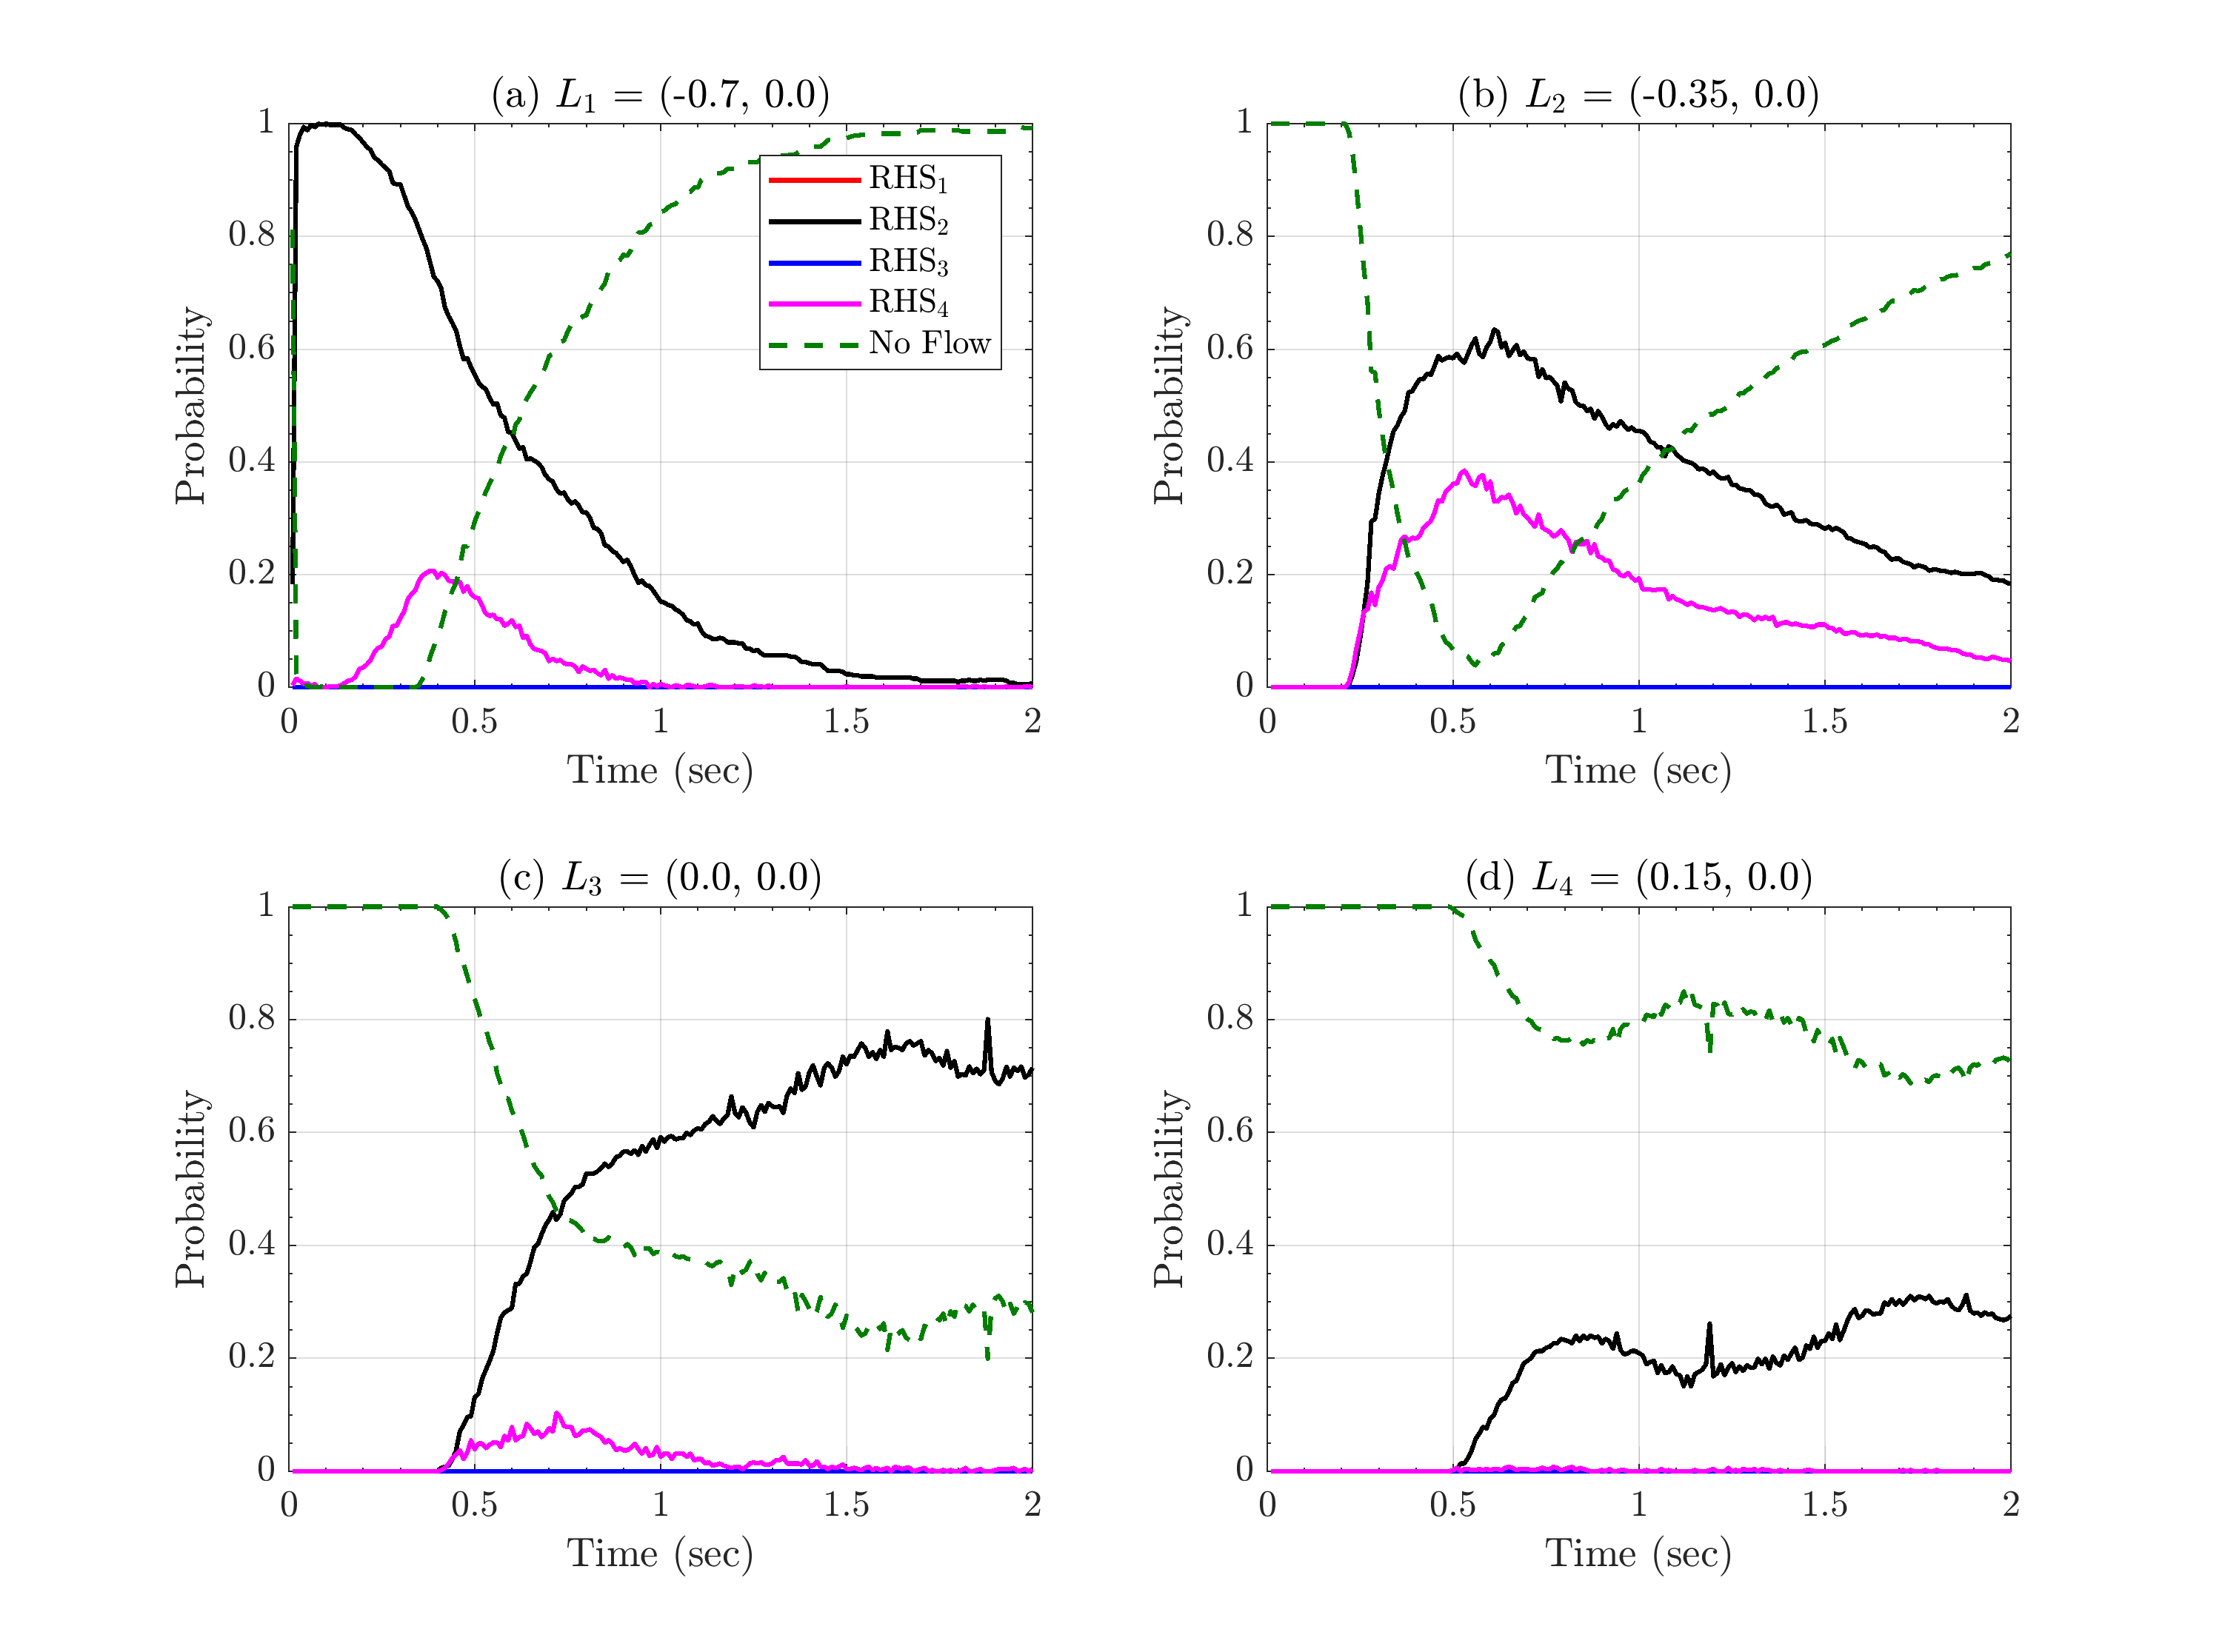 (a) L₁ = (-0.7, 0.0)
1
0.8
0.6
0.4
0.2
0
Probability
RHS₁
RHS₂
RHS₃
RHS₄
No Flow
0 0.5 1 1.5 2
Time (sec)
(b) L₂ = (-0.35, 0.0)
1
0.8
0.6
0.4
0.2
0
Probability
0 0.5 1 1.5 2
Time (sec)
(c) L₃ = (0.0, 0.0)
1
0.8
0.6
0.4
0.2
0
Probability
0 0.5 1 1.5 2
Time (sec)
(d) L₄ = (0.15, 0.0)
1
0.8
0.6
0.4
0.2
0
Probability
0 0.5 1 1.5 2
Time (sec)